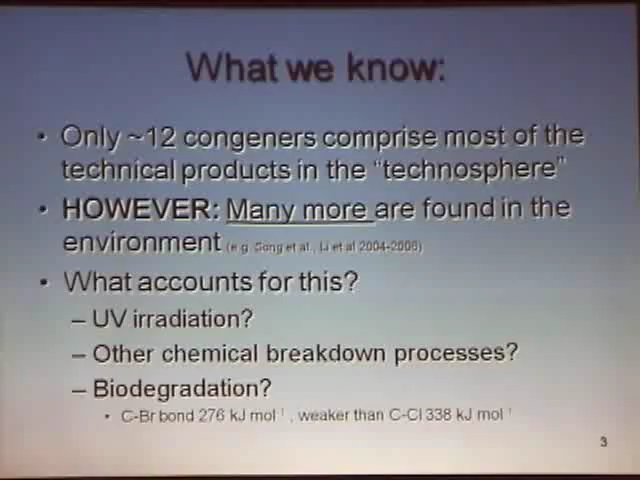 What we know:
• Only ~12 congeners comprise most of the
technical products in the “technosphere”
• HOWEVER: Many more are found in the
environment (e.g. Song et al., Li et al 2004-2006)
• What accounts for this?
– UV irradiation?
– Other chemical breakdown processes?
– Biodegradation?
• C-Br bond 276 kJ mol⁻¹, weaker than C-Cl 338 kJ mol⁻¹
3